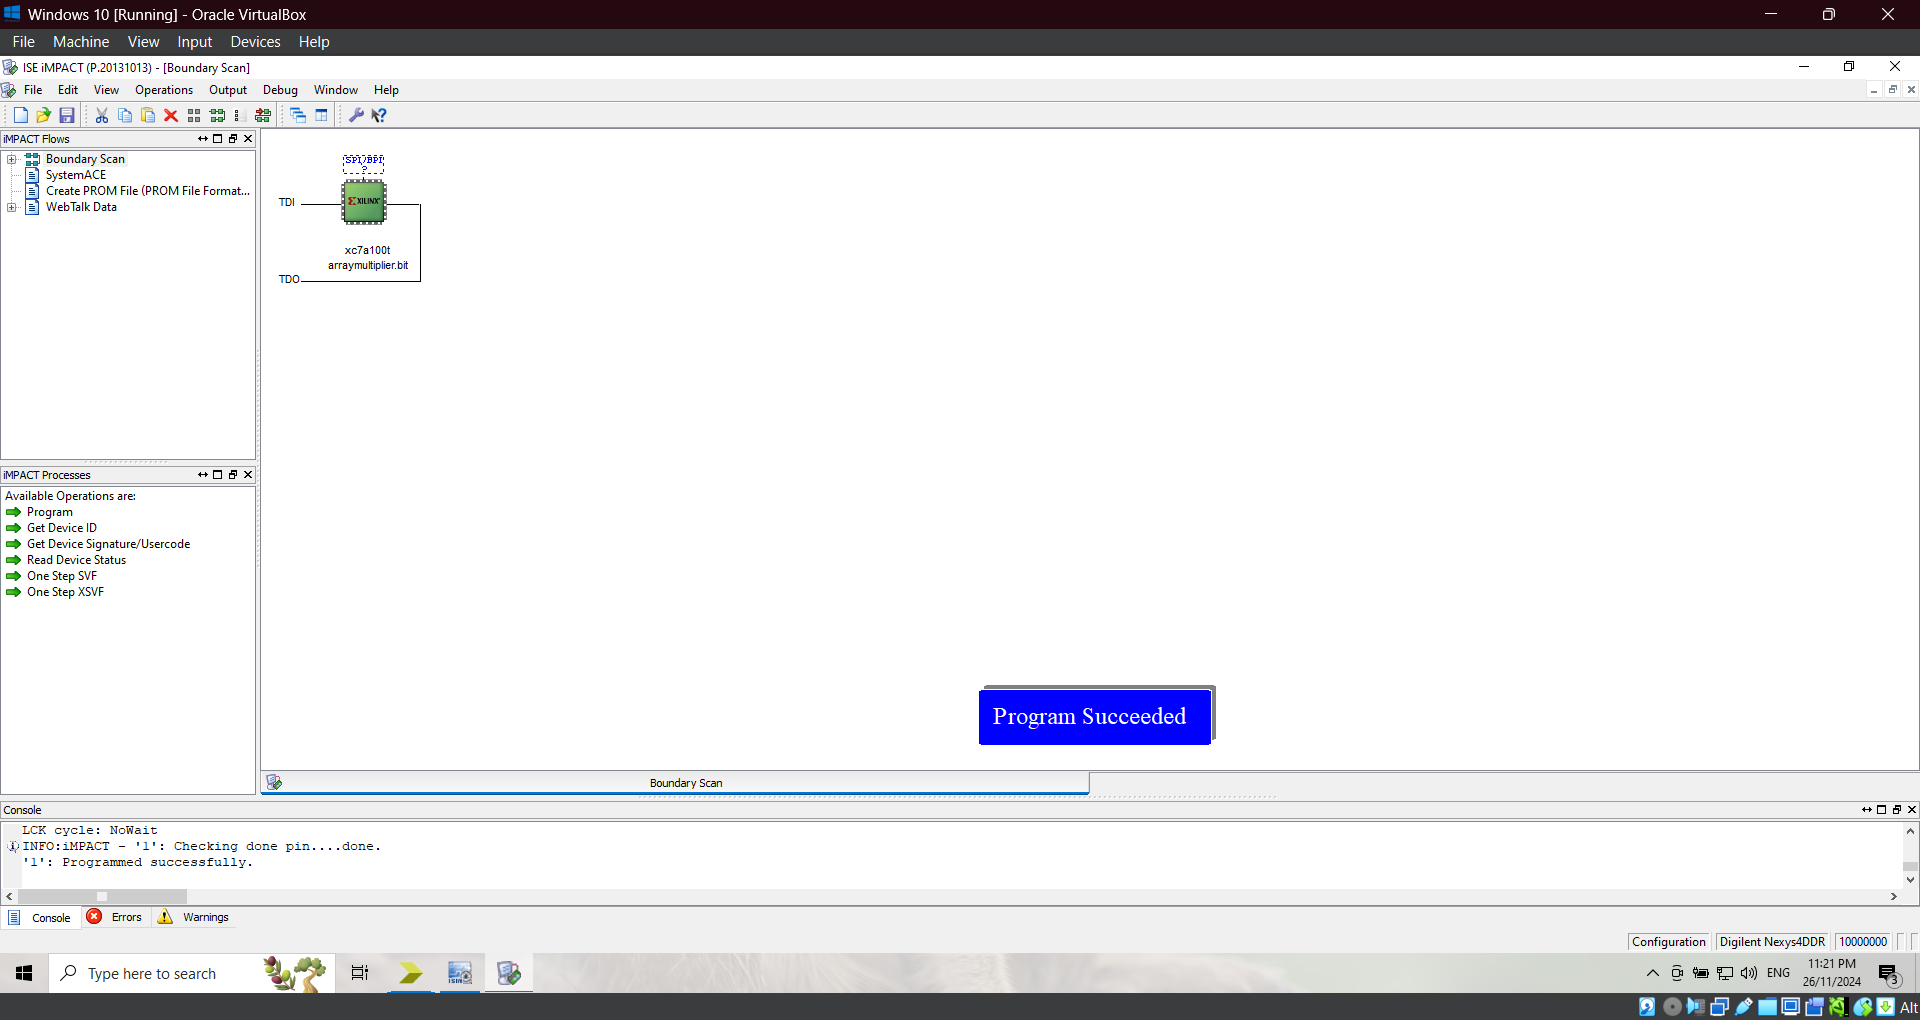 Windows 10 [Running] - Oracle VirtualBox
File Machine View Input Devices Help
ISE iMPACT (P.20131013) - [Boundary Scan]
File Edit View Operations Output Debug Window Help
iMPACT Flows
Boundary Scan
SystemACE
Create PROM File (PROM File Format...
WebTalk Data
SPI/BPI
?
TDI
XILINX
xc7a100t
arraymultiplier.bit
TDO
iMPACT Processes
Available Operations are:
Program
Get Device ID
Get Device Signature/Usercode
Read Device Status
One Step SVF
One Step XSVF
Program Succeeded
Boundary Scan
Console
LCK cycle: NoWait
INFO:iMPACT - '1': Checking done pin....done.
'1': Programmed successfully.
Console Errors Warnings
Configuration Digilent Nexys4DDR 10000000
Type here to search
ISim
ENG
11:21 PM
26/11/2024
3
Alt